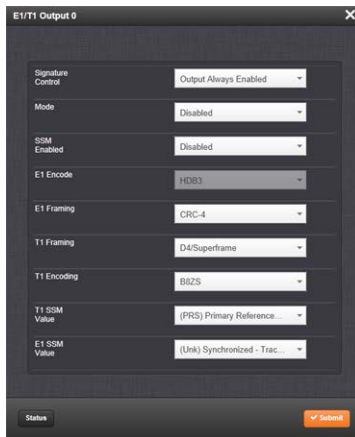 E1/T1 Output 0
Signature
Control
Output Always Enabled
Mode
Disabled
SSM
Enabled
Disabled
E1 Encode
HDB3
E1 Framing
CRC-4
T1 Framing
D4/Superframe
T1 Encoding
B8ZS
T1 SSM
Value
(PRS) Primary Reference...
E1 SSM
Value
(Unk) Synchronized - Trac...
Status
Submit